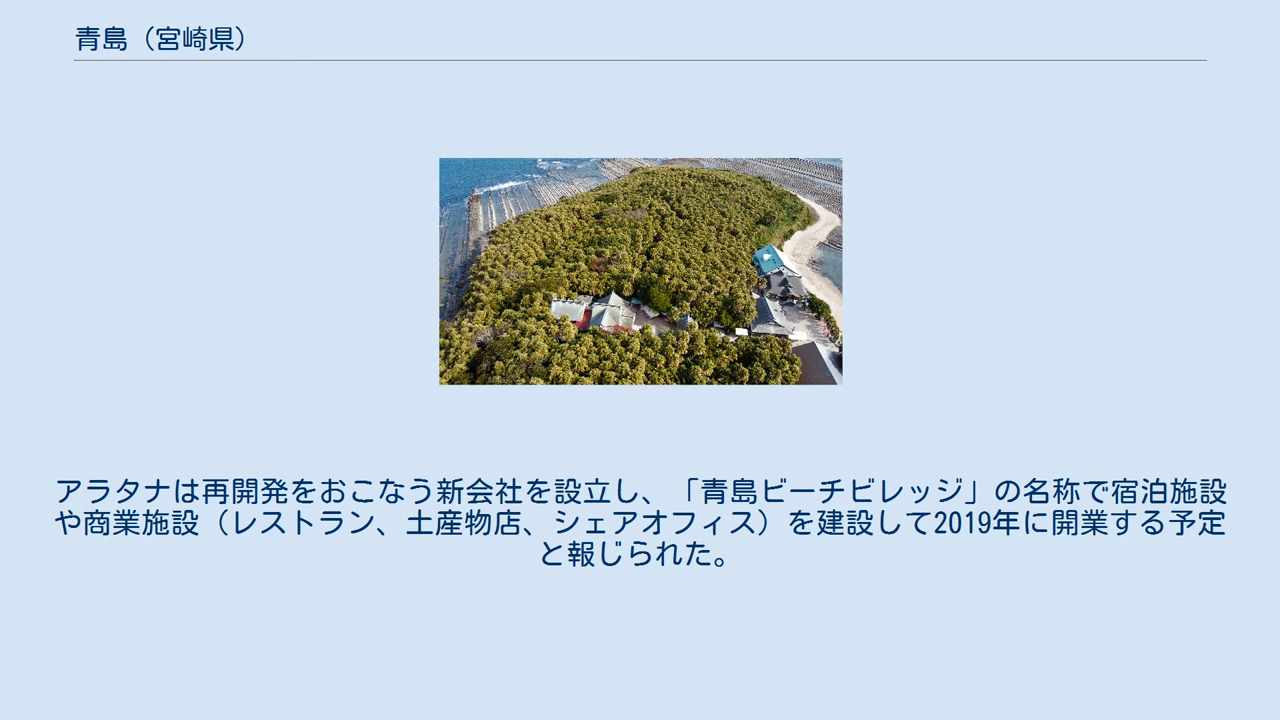 青島（宮崎県）
アラタナは再開発をおこなう新会社を設立し、「青島ビーチビレッジ」の名称で宿泊施設
や商業施設（レストラン、土産物店、シェアオフィス）を建設して2019年に開業する予定
と報じられた。